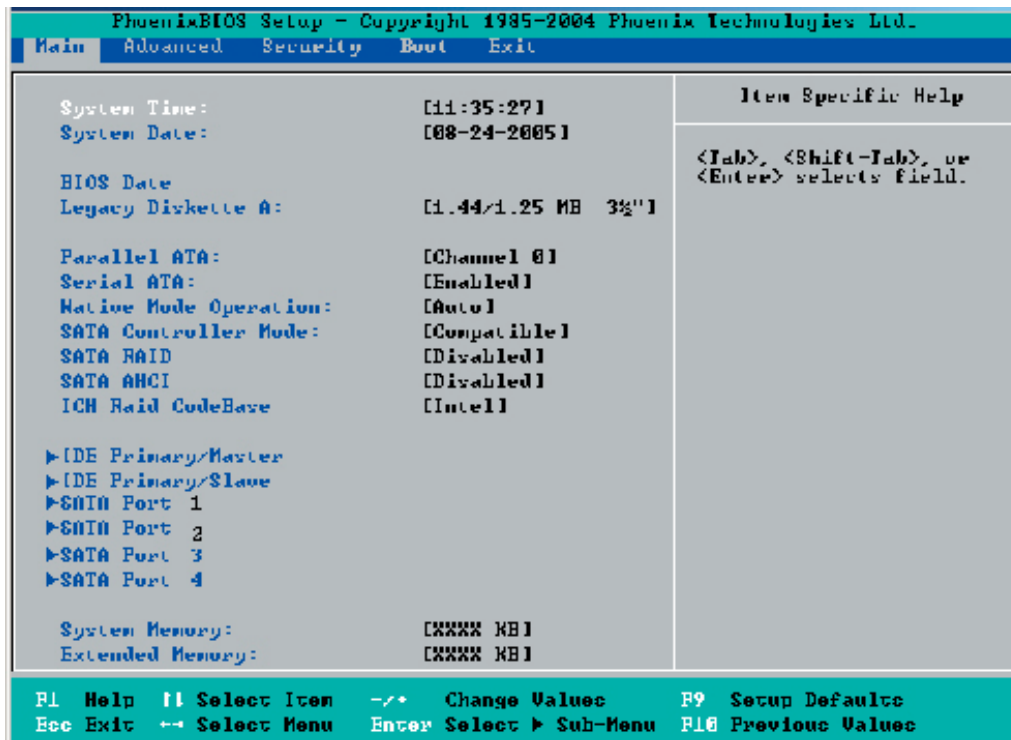 PhoenixBIOS Setup - Copyright 1985-2004 Phoenix Technologies Ltd.
Main Advanced Security Boot Exit
Item Specific Help
System Time: [11:35:27]
System Date: [08-24-2005]
<Tab>, <Shift-Tab>, or
<Enter> selects field.
BIOS Date
Legacy Diskette A: [1.44/1.25 MB 3½"]
Parallel ATA: [Channel 0]
Serial ATA: [Enabled]
Native Mode Operation: [Auto]
SATA Controller Mode: [Compatible]
SATA RAID [Disabled]
SATA AHCI [Disabled]
ICH Raid CodeBase [Intel]
▶IDE Primary/Master
▶IDE Primary/Slave
▶SATA Port 1
▶SATA Port 2
▶SATA Port 3
▶SATA Port 4
System Memory: [XXXX KB]
Extended Memory: [XXXX KB]
F1 Help ↑↓ Select Item -/+ Change Values F9 Setup Defaults
Esc Exit ↔ Select Menu Enter Select ▶ Sub-Menu F10 Previous Values